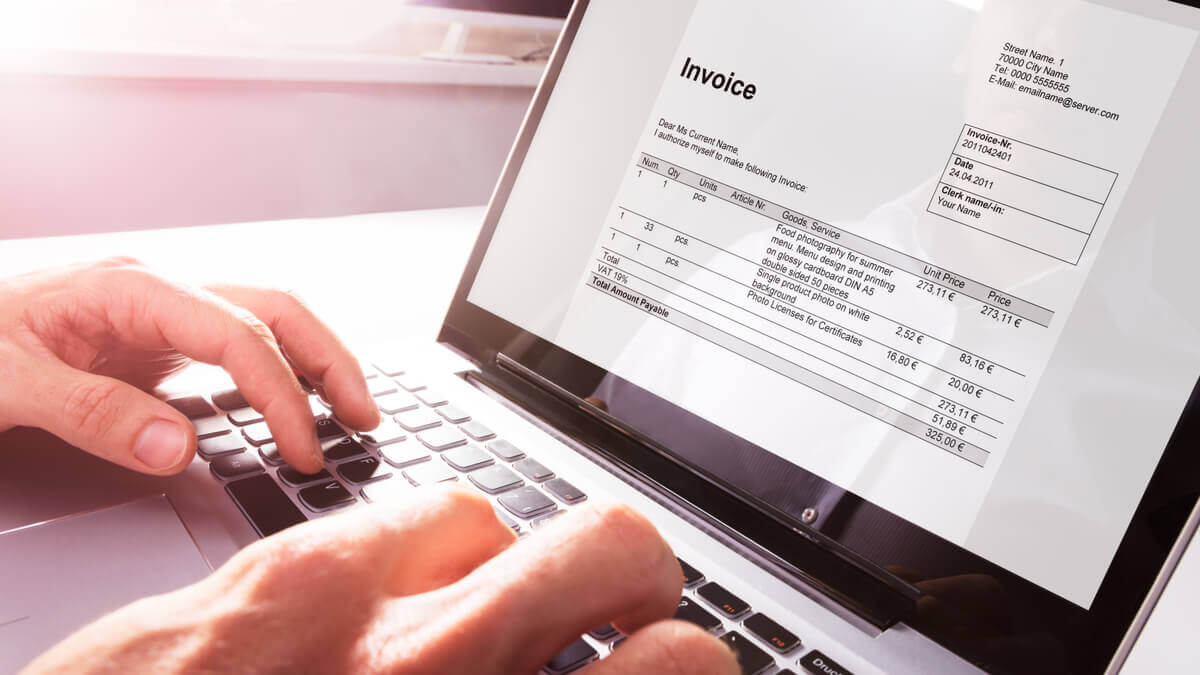 Street Name. 1
70000 City Name
Tel: 0000 5555555
E-Mail: emailname@server.com
Invoice
Invoice-Nr.
2011042401
Date
24.04.2011
Clerk name/-in:
Your Name
Dear Ms Current Name,
I authorize myself to make following Invoice:
Num. Qty Units Article Nr. Goods, Service Unit Price Price
1 1 pcs Food photography for summer 273,11 € 273,11 €
menu. Menu design and printing
on glossy cardboard DIN A5
double sided 50 pieces
1 33 pcs. Single product photo on white 2,52 € 83,16 €
background
1 1 pcs. Photo Licenses for Certificates 16,80 € 20,00 €
Total 273,11 €
VAT 19% 51,89 €
Total Amount Payable 325,00 €
V
F
F11
F12
Druck